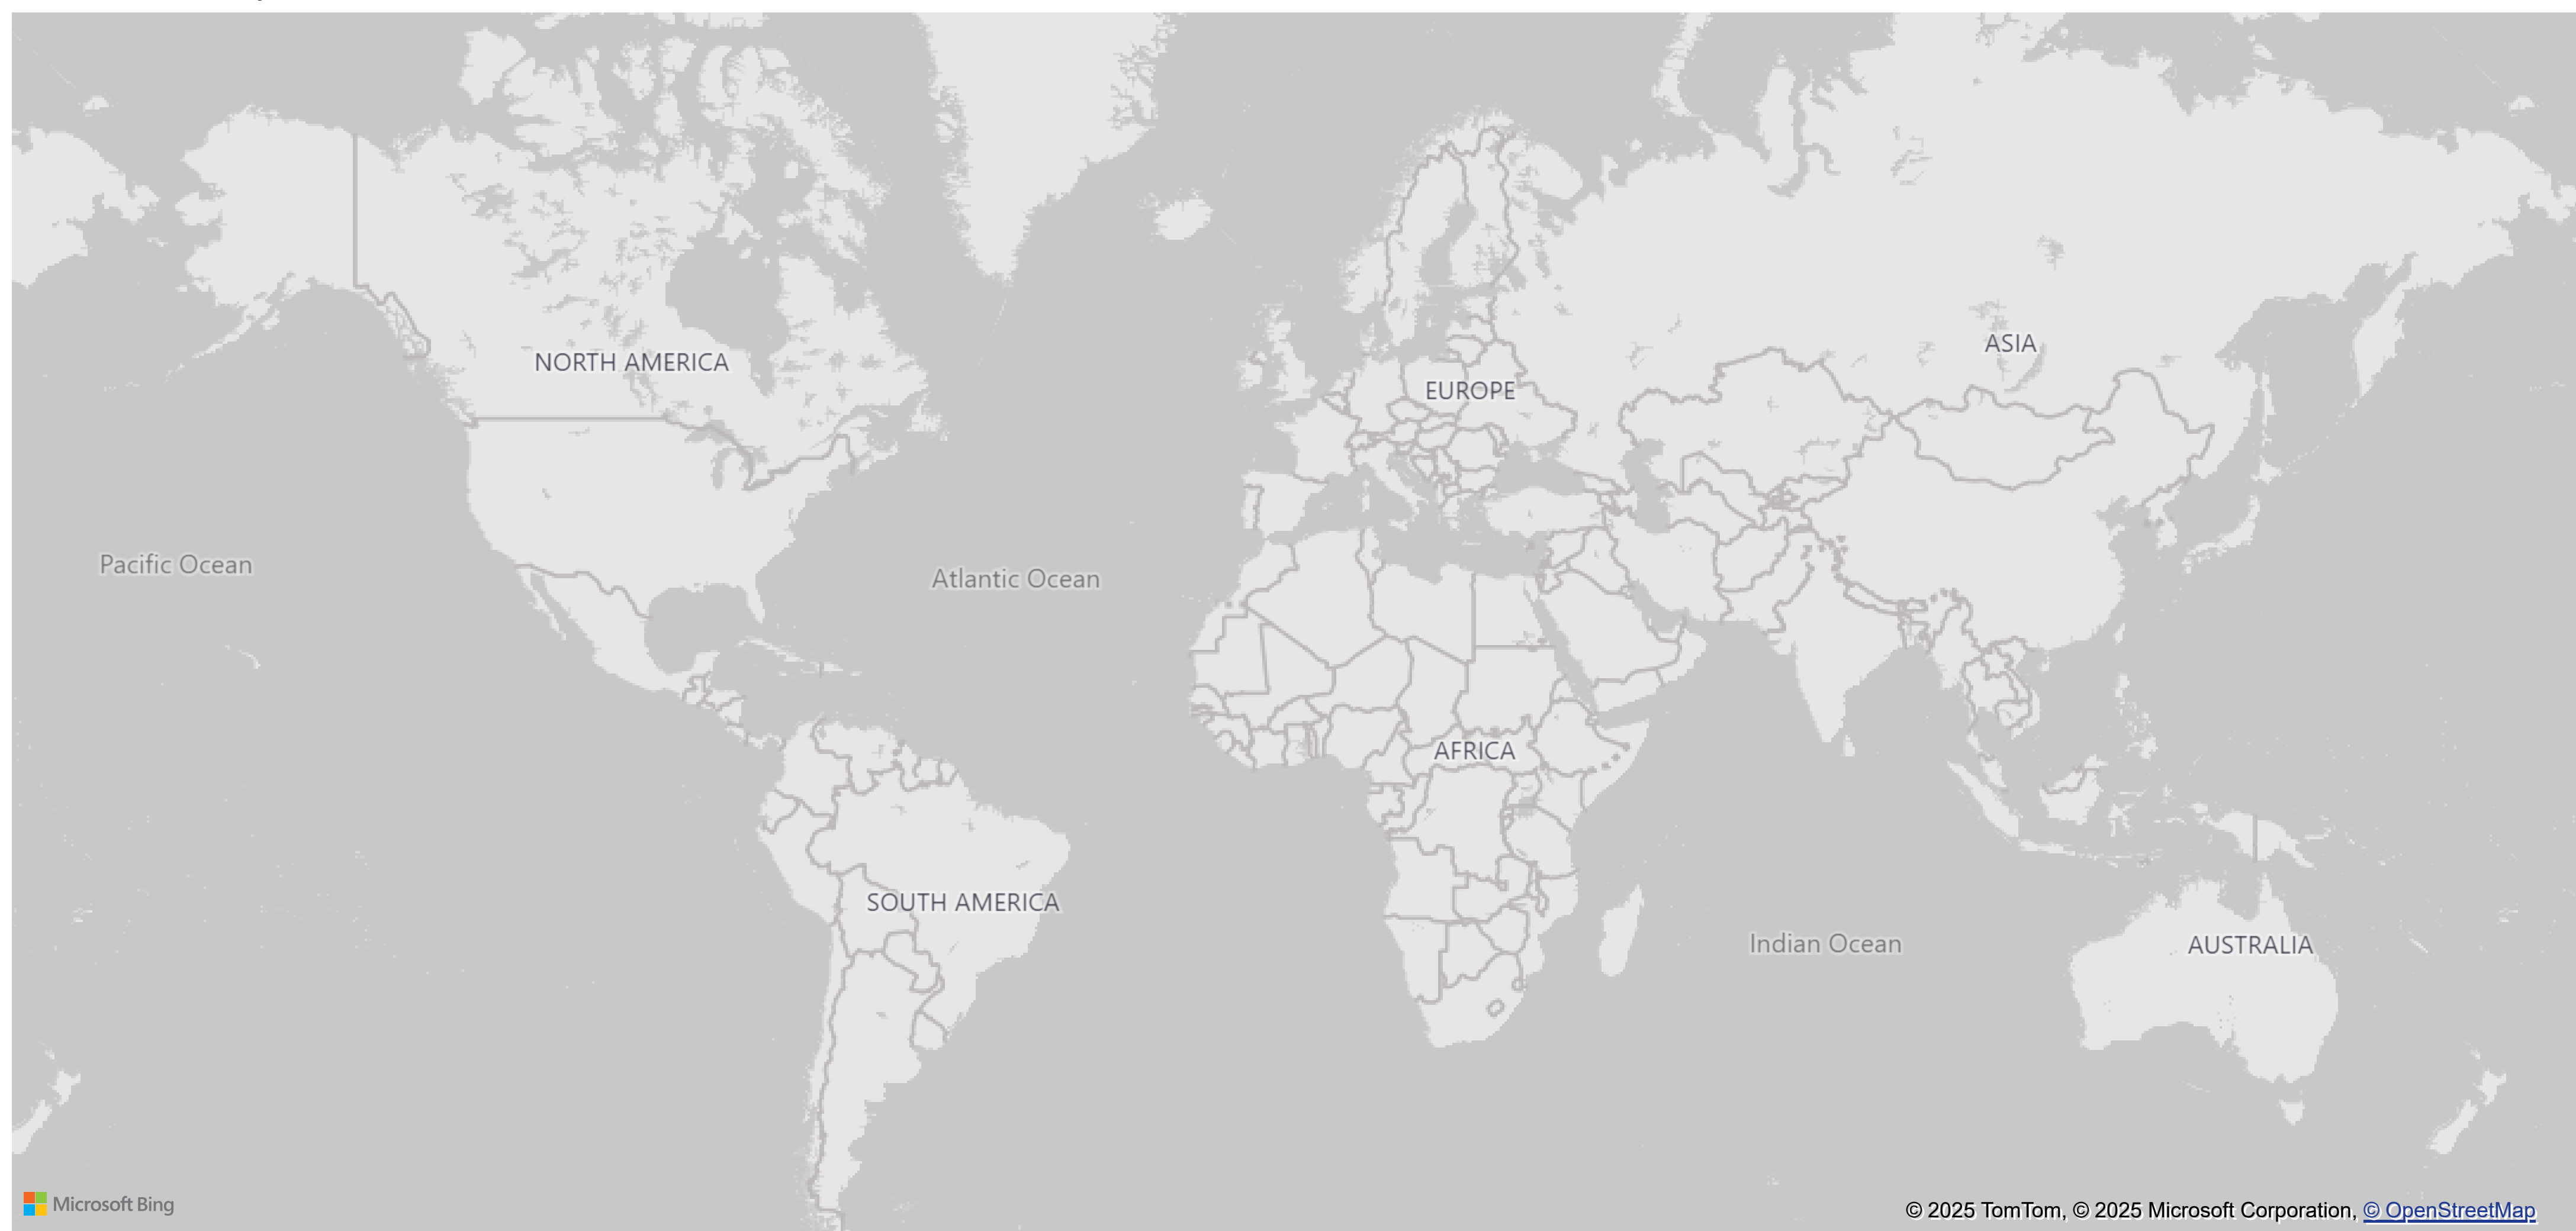 ASIA
NORTH AMERICA
EUROPE
Pacific Ocean
Atlantic Ocean
AFRICA
SOUTH AMERICA
Indian Ocean
AUSTRALIA
Microsoft Bing
© 2025 TomTom, © 2025 Microsoft Corporation, © OpenStreetMap